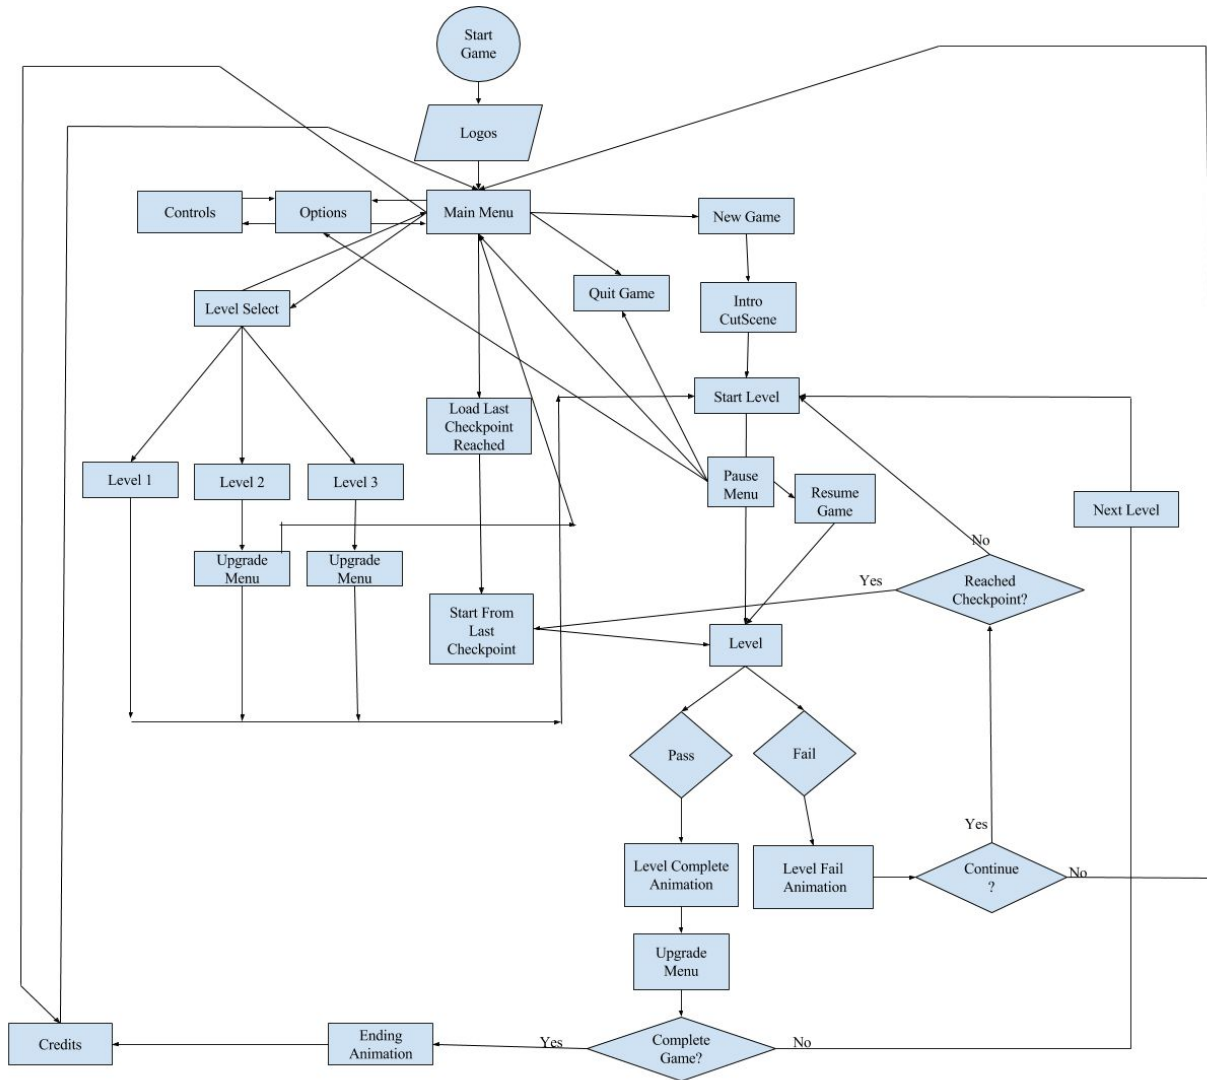 Start
Game
Logos
Controls
Options
Main Menu
New Game
Quit Game
Intro
CutScene
Level Select
Start Level
Load Last
Checkpoint
Reached
Level 1
Level 2
Level 3
Pause
Menu
Resume
Game
Next Level
No
Upgrade
Menu
Upgrade
Menu
Yes
Reached
Checkpoint?
Start From
Last
Checkpoint
Level
Pass
Fail
Yes
Level Complete
Animation
Level Fail
Animation
Continue
?
No
Upgrade
Menu
Credits
Ending
Animation
Yes
Complete
Game?
No